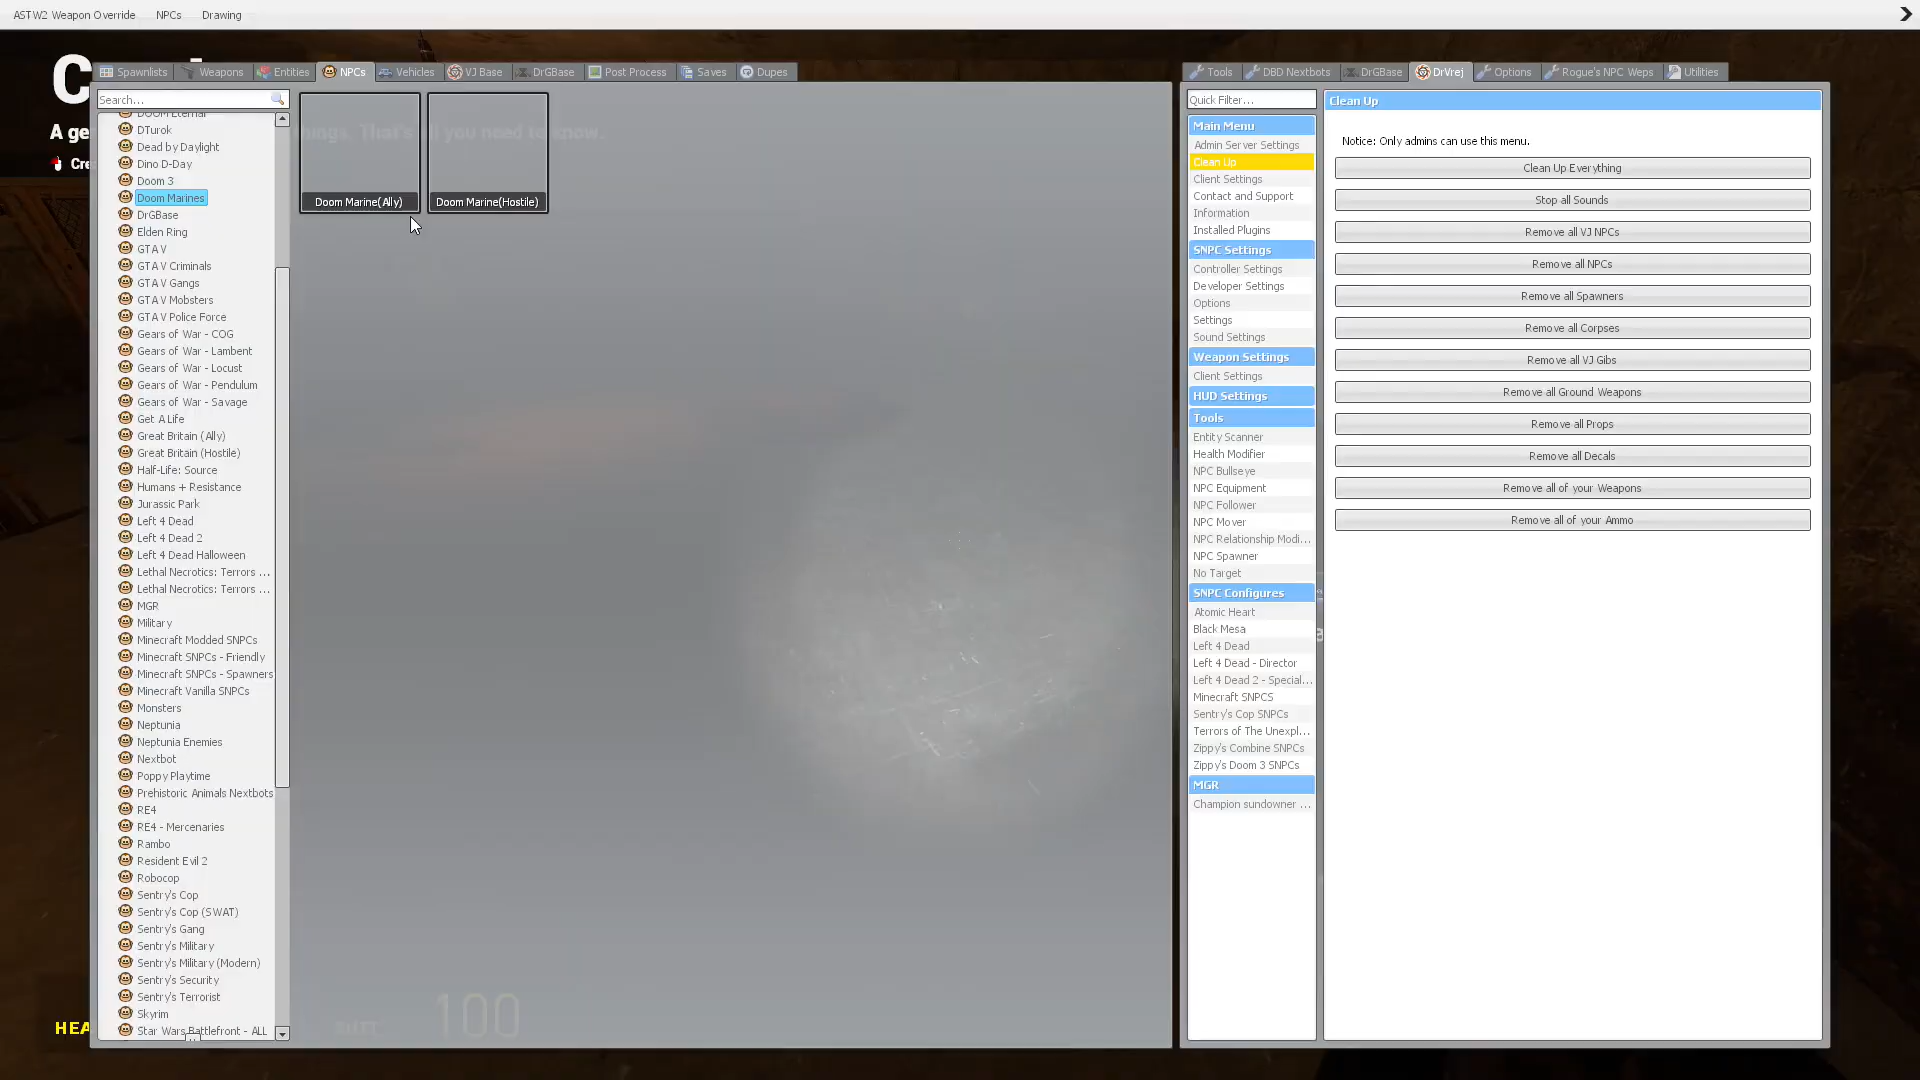 ASTW2 Weapon Override NPCs Drawing
Spawnlists Weapons Entities NPCs Vehicles VJ Base DrGBase Post Process Saves Dupes
Search...
DOOM Eternal
DTurok
Dead by Daylight
Dino D-Day
Doom 3
Doom Marines
DrGBase
Elden Ring
GTA V
GTA V Criminals
GTA V Gangs
GTA V Mobsters
GTA V Police Force
Gears of War - COG
Gears of War - Lambent
Gears of War - Locust
Gears of War - Pendulum
Gears of War - Savage
Get A Life
Great Britain (Ally)
Great Britain (Hostile)
Half-Life: Source
Humans + Resistance
Jurassic Park
Left 4 Dead
Left 4 Dead 2
Left 4 Dead Halloween
Lethal Necrotics: Terrors ...
Lethal Necrotics: Terrors ...
MGR
Military
Minecraft Modded SNPCs
Minecraft SNPCs - Friendly
Minecraft SNPCs - Spawners
Minecraft Vanilla SNPCs
Monsters
Neptunia
Neptunia Enemies
Nextbot
Poppy Playtime
Prehistoric Animals Nextbots
RE4
RE4 - Mercenaries
Rambo
Resident Evil 2
Robocop
Sentry's Cop
Sentry's Cop (SWAT)
Sentry's Gang
Sentry's Military
Sentry's Military (Modern)
Sentry's Security
Sentry's Terrorist
Skyrim
Star Wars Battlefront - ALL
Doom Marine(Ally) Doom Marine(Hostile)
A ge
things. That's all you need to know.
Cre
HEA
100
Tools DBD Nextbots DrGBase DrVrej Options Rogue's NPC Weps Utilities
Quick Filter...
Main Menu
Admin Server Settings
Clean Up
Client Settings
Contact and Support
Information
Installed Plugins
SNPC Settings
Controller Settings
Developer Settings
Options
Settings
Sound Settings
Weapon Settings
Client Settings
HUD Settings
Tools
Entity Scanner
Health Modifier
NPC Bullseye
NPC Equipment
NPC Follower
NPC Mover
NPC Relationship Modi...
NPC Spawner
No Target
SNPC Configures
Atomic Heart
Black Mesa
Left 4 Dead
Left 4 Dead - Director
Left 4 Dead 2 - Special...
Minecraft SNPCS
Sentry's Cop SNPCs
Terrors of The Unexpl...
Zippy's Combine SNPCs
Zippy's Doom 3 SNPCs
MGR
Champion sundowner ...
Clean Up
Notice: Only admins can use this menu.
Clean Up Everything
Stop all Sounds
Remove all VJ NPCs
Remove all NPCs
Remove all Spawners
Remove all Corpses
Remove all VJ Gibs
Remove all Ground Weapons
Remove all Props
Remove all Decals
Remove all of your Weapons
Remove all of your Ammo